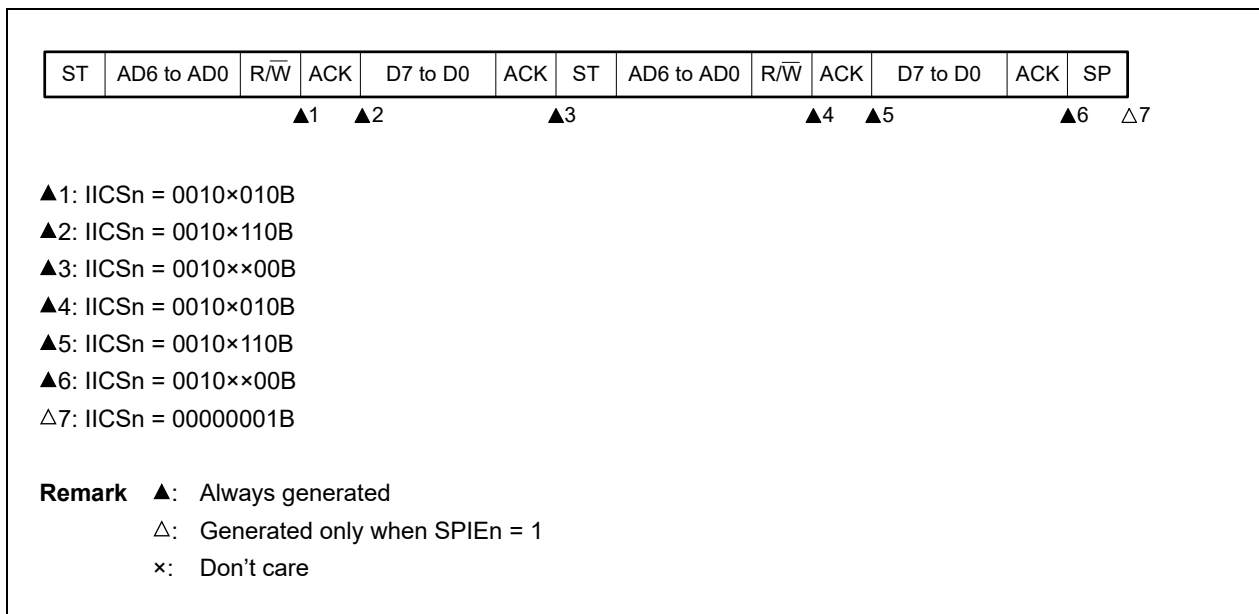 ST AD6 to AD0 R/W̅ ACK D7 to D0 ACK ST AD6 to AD0 R/W̅ ACK D7 to D0 ACK SP
▲1 ▲2 ▲3 ▲4 ▲5 ▲6 △7
▲1: IICSn = 0010×010B
▲2: IICSn = 0010×110B
▲3: IICSn = 0010××00B
▲4: IICSn = 0010×010B
▲5: IICSn = 0010×110B
▲6: IICSn = 0010××00B
△7: IICSn = 00000001B
Remark ▲: Always generated
△: Generated only when SPIEn = 1
×: Don't care